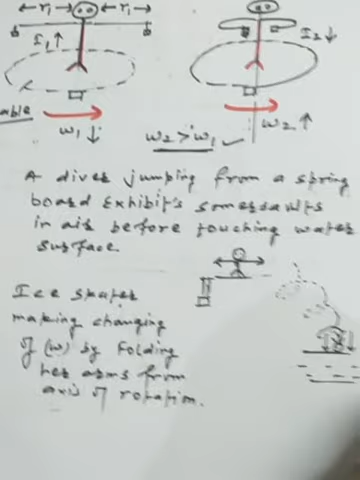 r₁ r₁
I₁ ↑ I₂ ↓
able
ω₁ ↓ ω₂ ↑
ω₂ > ω₁ ✓
A diver jumping from a spring
board exhibit's somersaults
in air before touching water
surface.
Ice skater
making changing
of (ω) by folding
her arms from
axis of rotation.